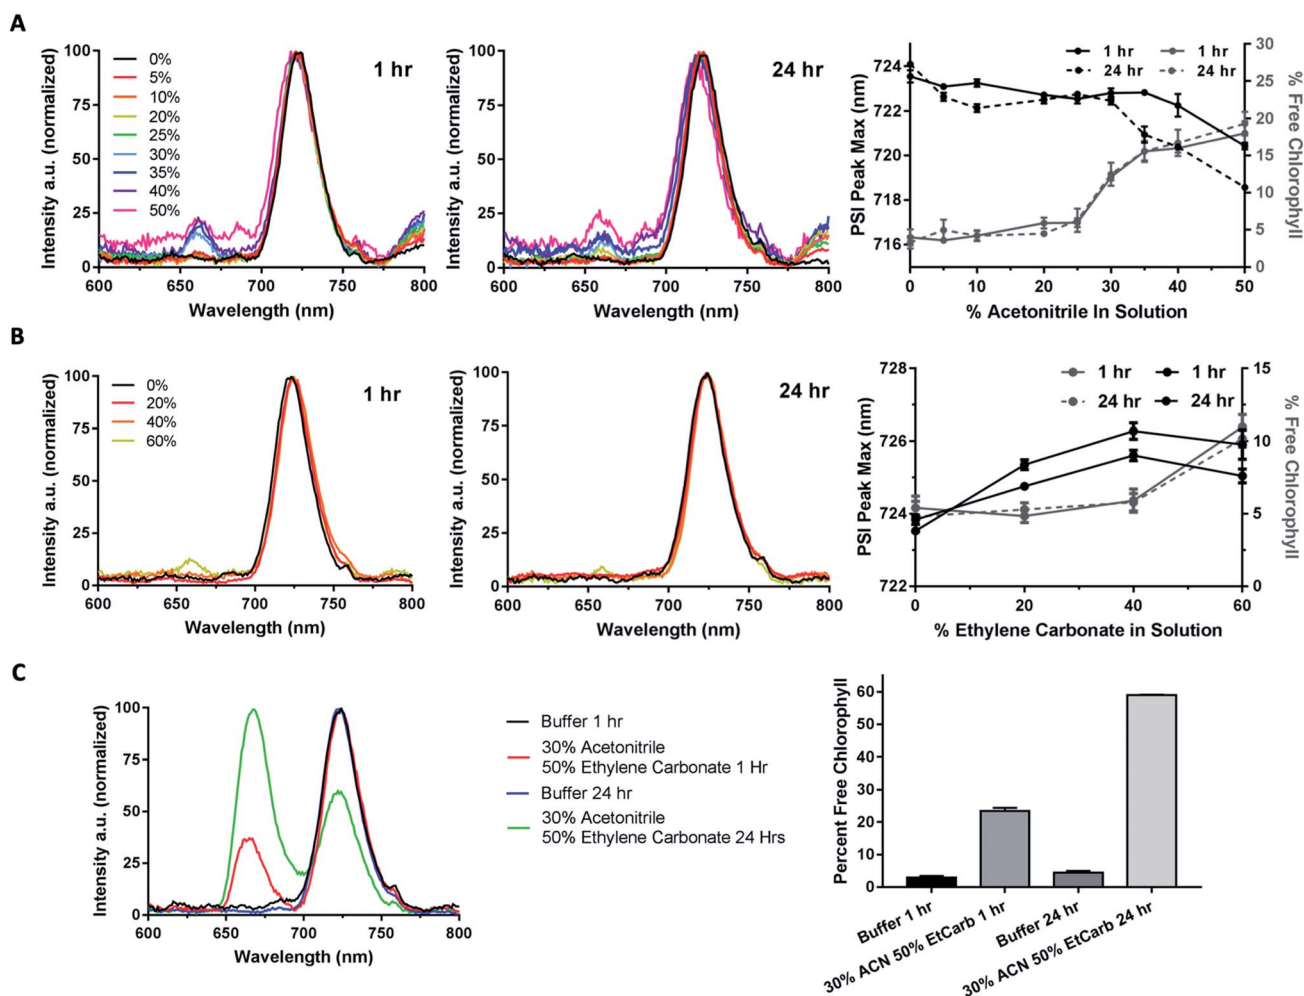 A
Intensity a.u. (normalized)
100
75
50
25
0
600
650
700
750
800
Wavelength (nm)
0%
5%
10%
20%
25%
30%
35%
40%
50%
1 hr
Intensity a.u. (normalized)
100
75
50
25
0
600
650
700
750
800
Wavelength (nm)
24 hr
PSI Peak Max (nm)
724
722
720
718
716
0
10
20
30
40
50
% Acetonitrile In Solution
1 hr
24 hr
1 hr
24 hr
30
25
20
15
10
5
0
% Free Chlorophyll
B
Intensity a.u. (normalized)
100
75
50
25
0
600
650
700
750
800
Wavelength (nm)
0%
20%
40%
60%
1 hr
Intensity a.u. (normalized)
100
75
50
25
0
600
650
700
750
800
Wavelength (nm)
24 hr
PSI Peak Max (nm)
728
726
724
722
0
20
40
60
% Ethylene Carbonate in Solution
1 hr
24 hr
1 hr
24 hr
15
10
5
0
% Free Chlorophyll
C
Intensity a.u. (normalized)
100
75
50
25
0
600
650
700
750
800
Wavelength (nm)
Buffer 1 hr
30% Acetonitrile
50% Ethylene Carbonate 1 Hr
Buffer 24 hr
30% Acetonitrile
50% Ethylene Carbonate 24 Hrs
Percent Free Chlorophyll
60
50
40
30
20
10
0
Buffer 1 hr
30% ACN 50% EtCarb 1 hr
Buffer 24 hr
30% ACN 50% EtCarb 24 hr